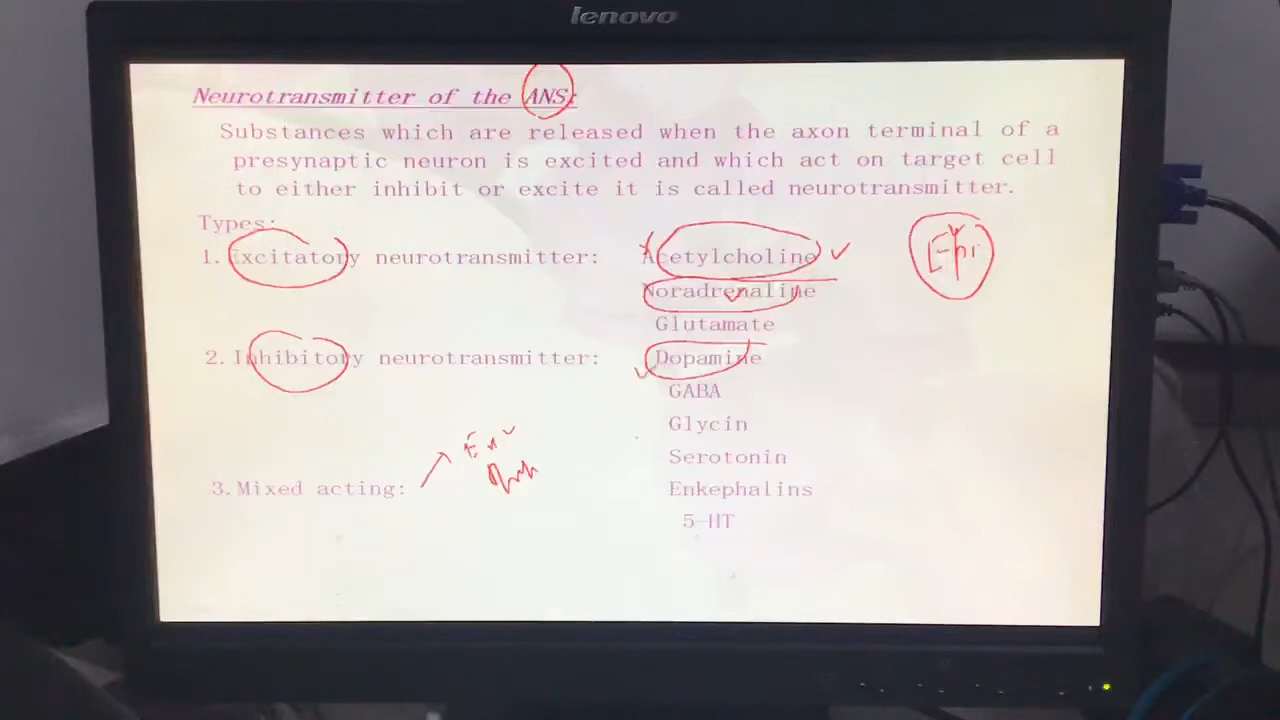 lenovo
Neurotransmitter of the ANS:
Substances which are released when the axon terminal of a
presynaptic neuron is excited and which act on target cell
to either inhibit or excite it is called neurotransmitter.
Types:
1. Excitatory neurotransmitter: Acetylcholine
Noradrenaline
Glutamate
2. Inhibitory neurotransmitter: Dopamine
GABA
Glycin
Serotonin
3. Mixed acting: Enkephalins
5-HT